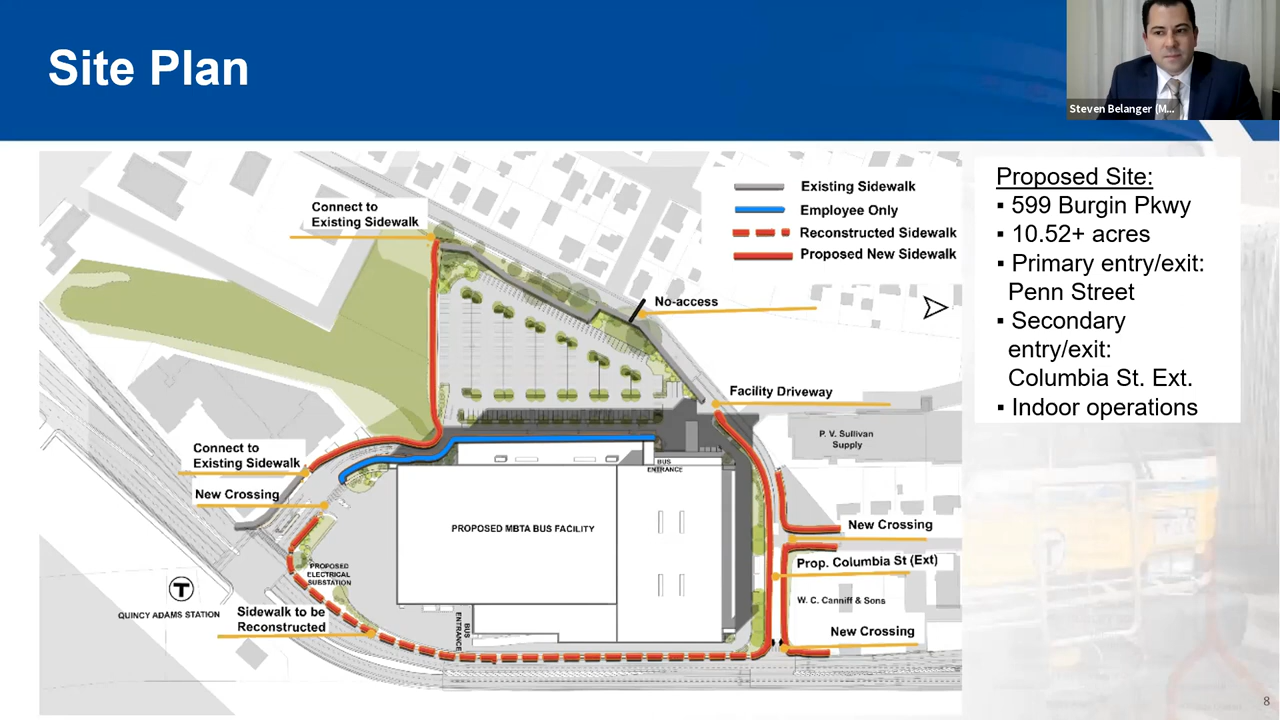 Site Plan
Steven Belanger (M...
Connect to
Existing Sidewalk
Existing Sidewalk
Employee Only
Reconstructed Sidewalk
Proposed New Sidewalk
No-access
Facility Driveway
P. V. Sullivan
Supply
Connect to
Existing Sidewalk
New Crossing
BUS
ENTRANCE
PROPOSED MBTA BUS FACILITY
New Crossing
Prop. Columbia St (Ext)
PROPOSED
ELECTRICAL
SUBSTATION
W. C. Canniff & Sons
T
QUINCY ADAMS STATION
Sidewalk to be
Reconstructed
BUS
ENTRANCE
New Crossing
Proposed Site:
▪ 599 Burgin Pkwy
▪ 10.52+ acres
▪ Primary entry/exit:
Penn Street
▪ Secondary
entry/exit:
Columbia St. Ext.
▪ Indoor operations
8